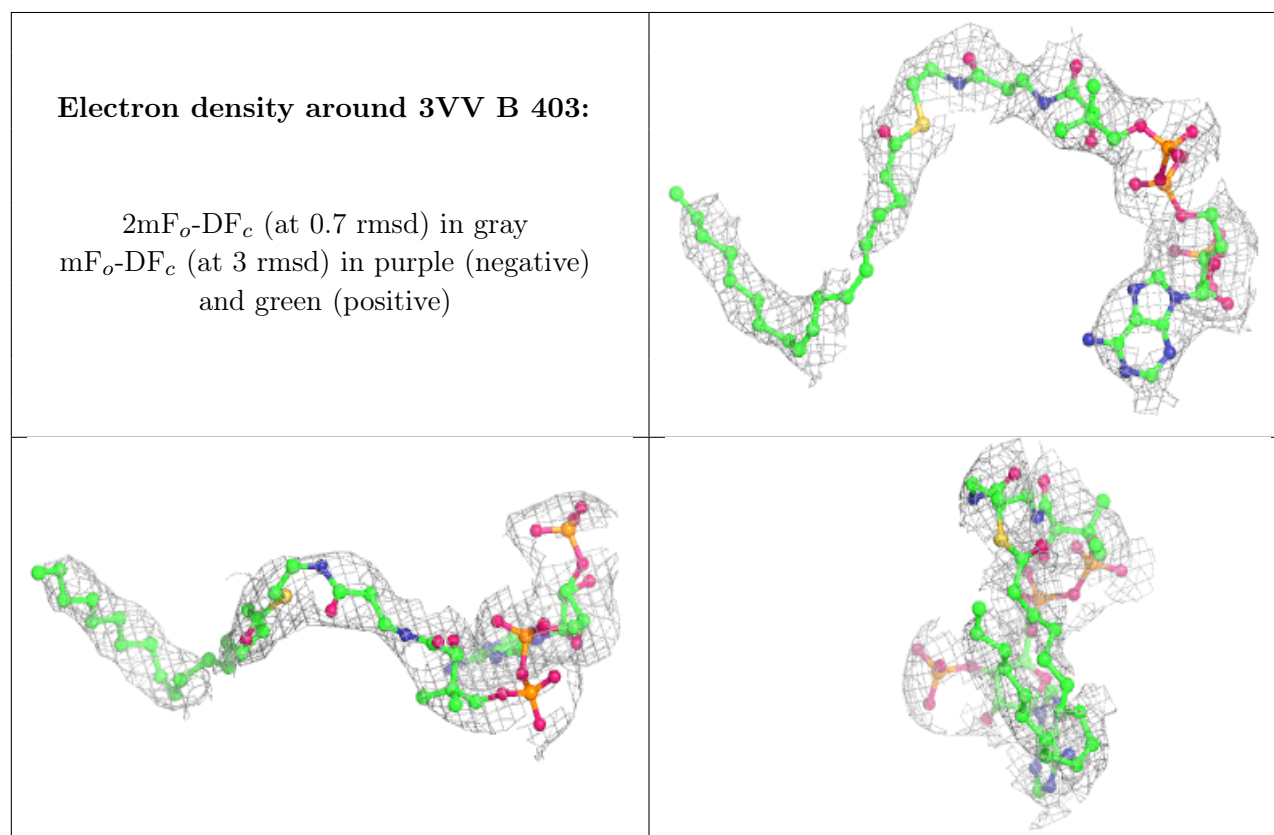 Electron density around 3VV B 403:
2mFₒ-DF𝒸 (at 0.7 rmsd) in gray
mFₒ-DF𝒸 (at 3 rmsd) in purple (negative)
and green (positive)